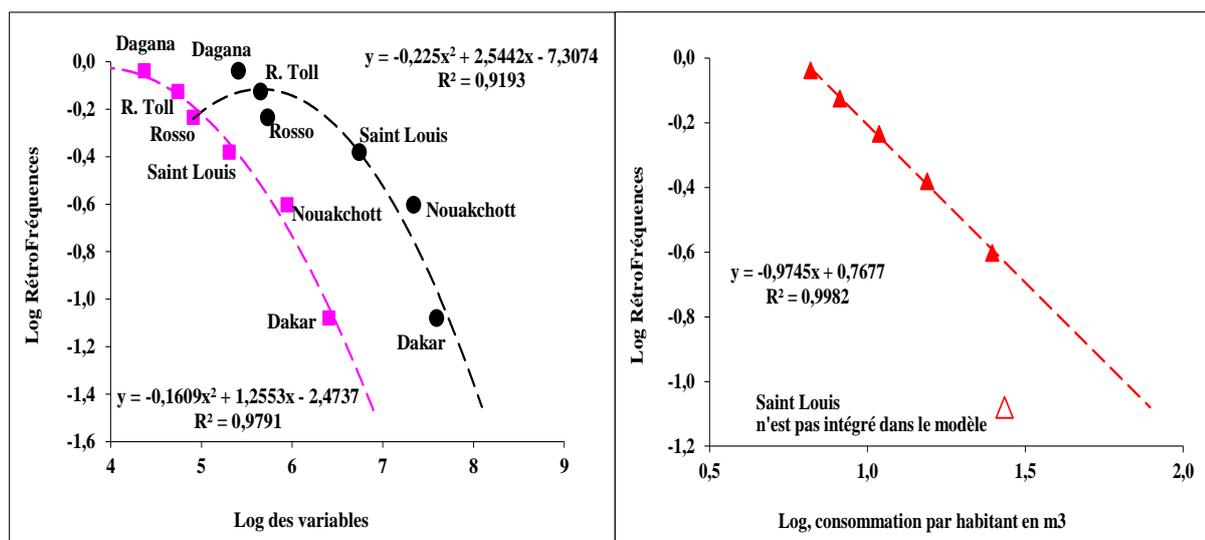 Dagana
Dagana
y = -0,225x² + 2,5442x - 7,3074
R² = 0,9193
R. Toll
R. Toll
Rosso
Rosso
Saint Louis
Saint Louis
Nouakchott
Nouakchott
Dakar
Dakar
y = -0,1609x² + 1,2553x - 2,4737
R² = 0,9791
0,0
-0,2
-0,4
-0,6
-0,8
-1,0
-1,2
-1,4
-1,6
4 5 6 7 8 9
Log RétroFréquences
Log des variables
0,0
-0,2
-0,4
-0,6
-0,8
-1,0
-1,2
0,5 1,0 1,5 2,0
Log RétroFréquences
y = -0,9745x + 0,7677
R² = 0,9982
Saint Louis
n'est pas intégré dans le modèle
Log, consommation par habitant en m3